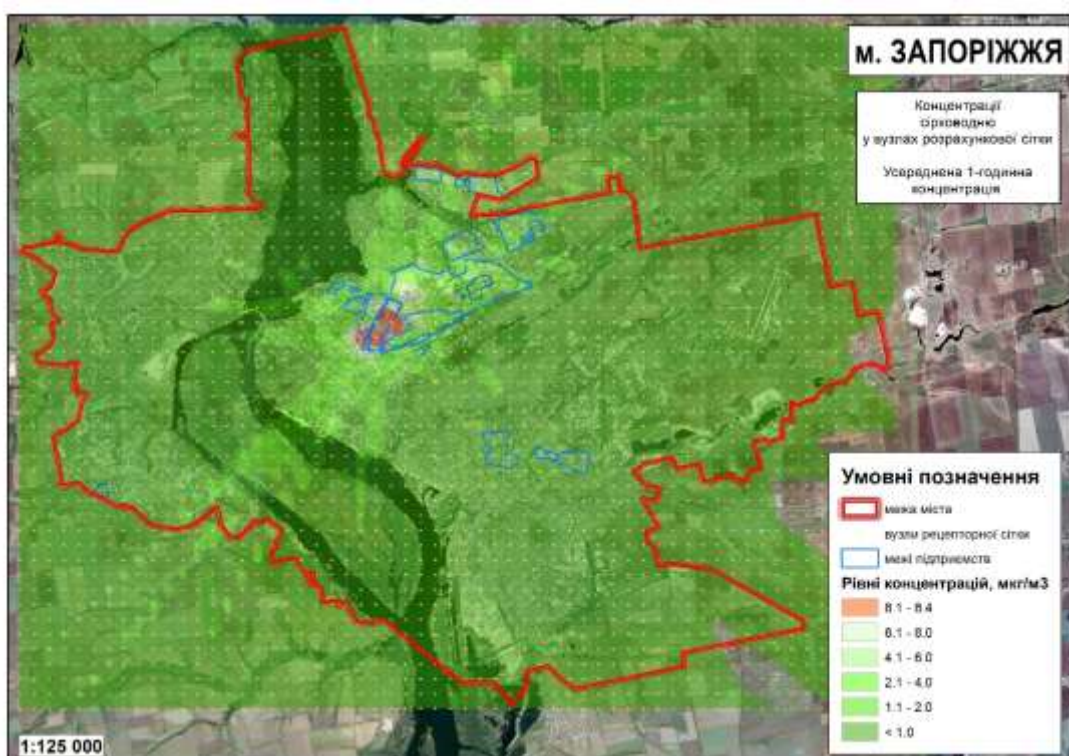 м. ЗАПОРІЖЖЯ
Концентрації
сірководню
у вузлах розрахункової сітки
Усереднена 1-годинна
концентрація
Умовні позначення
межа міста
вузли рецепторної сітки
межі підприємств
Рівні концентрацій, мкг/м3
8.1 - 8.4
6.1 - 8.0
4.1 - 6.0
2.1 - 4.0
1.1 - 2.0
< 1.0
1:125 000